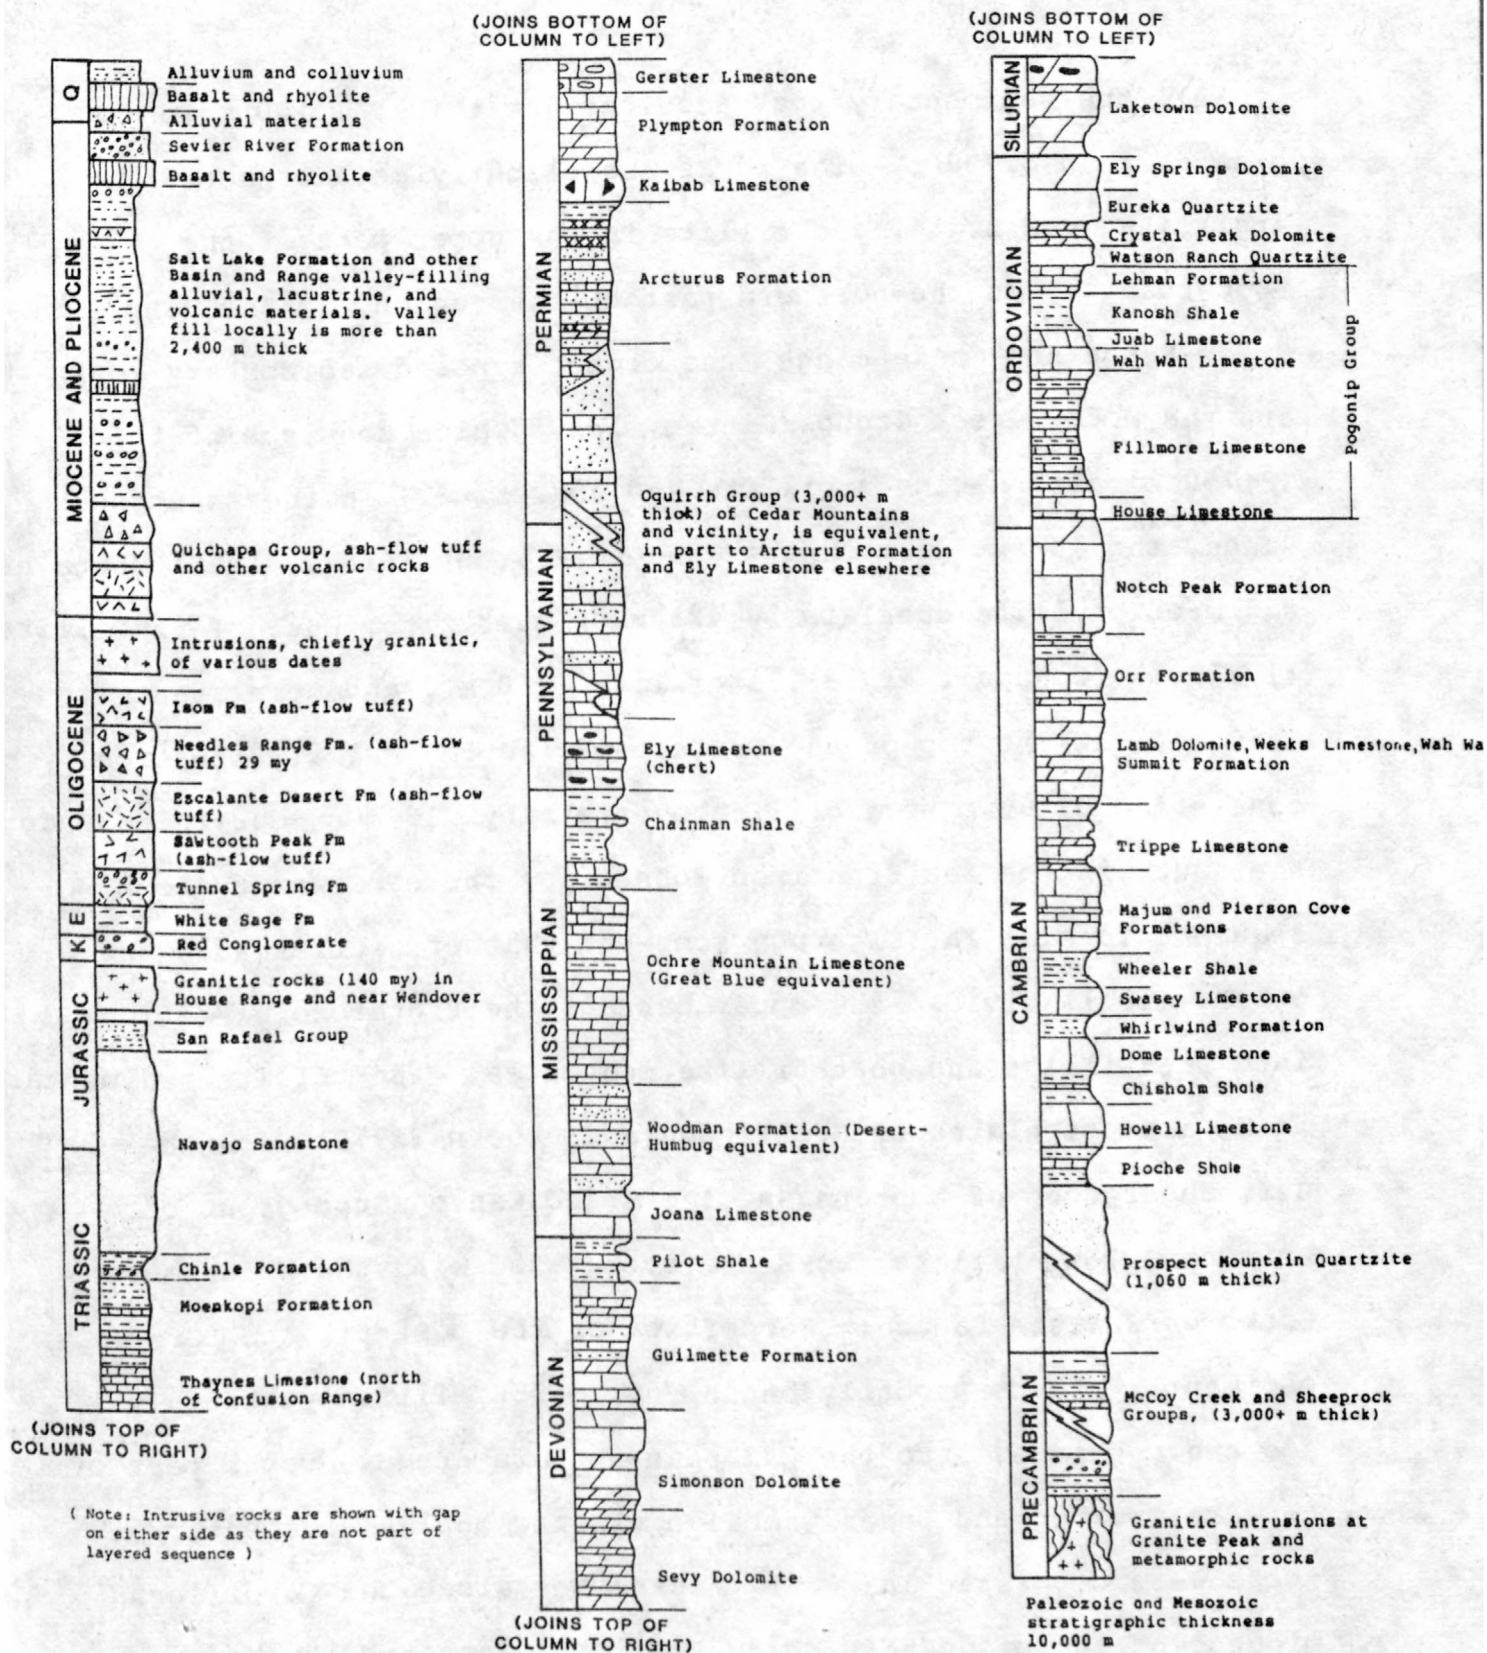 (JOINS BOTTOM OF
COLUMN TO LEFT)
(JOINS BOTTOM OF
COLUMN TO LEFT)
Q
Alluvium and colluvium
Basalt and rhyolite
Alluvial materials
MIOCENE AND PLIOCENE
Sevier River Formation
Basalt and rhyolite
Salt Lake Formation and other
Basin and Range valley-filling
alluvial, lacustrine, and
volcanic materials. Valley
fill locally is more than
2,400 m thick
Quichapa Group, ash-flow tuff
and other volcanic rocks
OLIGOCENE
Intrusions, chiefly granitic,
of various dates
Isom Fm (ash-flow tuff)
Needles Range Fm. (ash-flow
tuff) 29 my
Escalante Desert Fm (ash-flow
tuff)
Sawtooth Peak Fm
(ash-flow tuff)
Tunnel Spring Fm
E
White Sage Fm
K
Red Conglomerate
JURASSIC
Granitic rocks (140 my) in
House Range and near Wendover
San Rafael Group
Navajo Sandstone
TRIASSIC
Chinle Formation
Moenkopi Formation
Thaynes Limestone (north
of Confusion Range)
(JOINS TOP OF
COLUMN TO RIGHT)
( Note: Intrusive rocks are shown with gap
on either side as they are not part of
layered sequence )
PERMIAN
Gerster Limestone
Plympton Formation
Kaibab Limestone
Arcturus Formation
Oquirrh Group (3,000+ m
thick) of Cedar Mountains
and vicinity, is equivalent,
in part to Arcturus Formation
and Ely Limestone elsewhere
PENNSYLVANIAN
Ely Limestone
(chert)
MISSISSIPPIAN
Chainman Shale
Ochre Mountain Limestone
(Great Blue equivalent)
Woodman Formation (Desert-
Humbug equivalent)
Joana Limestone
DEVONIAN
Pilot Shale
Guilmette Formation
Simonson Dolomite
Sevy Dolomite
(JOINS TOP OF
COLUMN TO RIGHT)
SILURIAN
Laketown Dolomite
ORDOVICIAN
Ely Springs Dolomite
Eureka Quartzite
Crystal Peak Dolomite
Watson Ranch Quartzite
Lehman Formation
Kanosh Shale
Juab Limestone
Wah Wah Limestone
Fillmore Limestone
House Limestone
Pogonip Group
CAMBRIAN
Notch Peak Formation
Orr Formation
Lamb Dolomite, Weeks Limestone, Wah Wa
Summit Formation
Trippe Limestone
Majum and Pierson Cove
Formations
Wheeler Shale
Swasey Limestone
Whirlwind Formation
Dome Limestone
Chisholm Shale
Howell Limestone
Pioche Shale
Prospect Mountain Quartzite
(1,060 m thick)
PRECAMBRIAN
McCoy Creek and Sheeprock
Groups, (3,000+ m thick)
Granitic intrusions at
Granite Peak and
metamorphic rocks
Paleozoic and Mesozoic
stratigraphic thickness
10,000 m